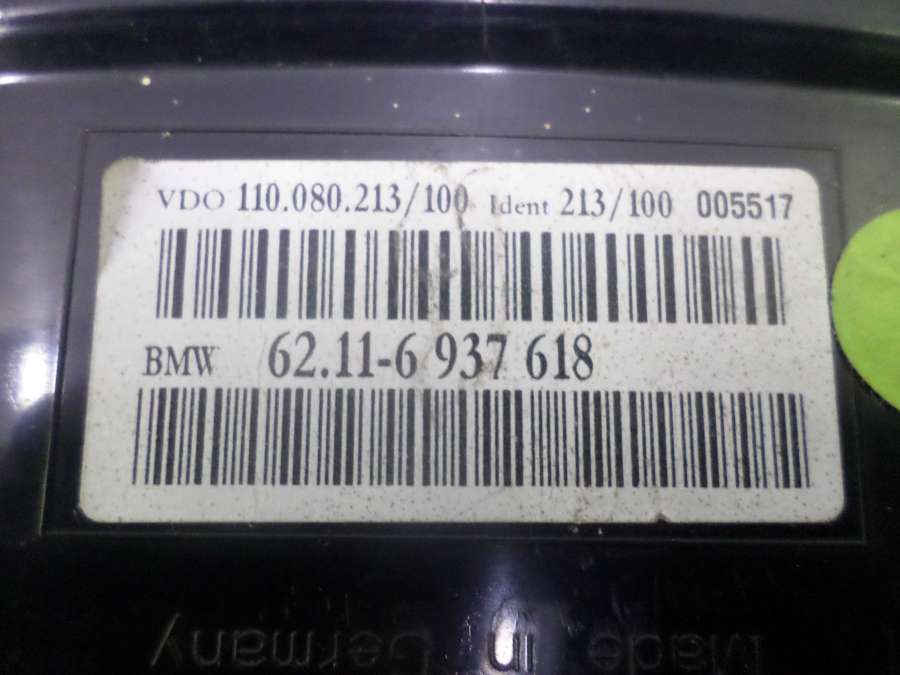 VDO 110.080.213/100 Ident 213/100 005517
BMW 62.11-6 937 618
Made in Germany